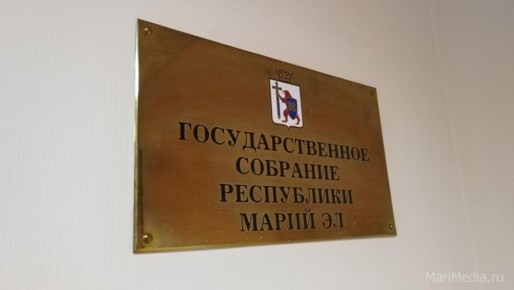 ГОСУДАРСТВЕННОЕ
СОБРАНИЕ
РЕСПУБЛИКИ
МАРИЙ ЭЛ
MariMedia.ru